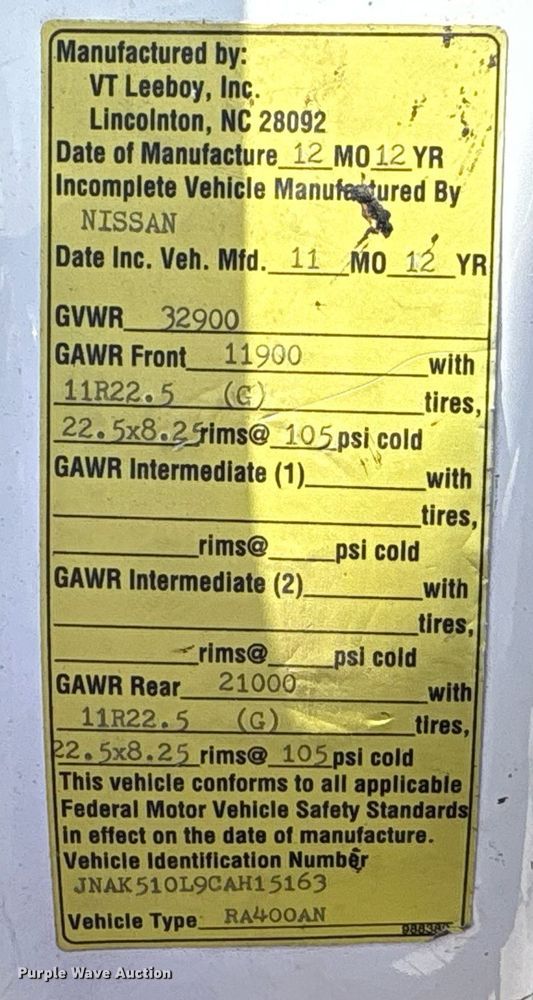 Manufactured by:
VT Leeboy, Inc.
Lincolnton, NC 28092
Date of Manufacture 12 MO 12 YR
Incomplete Vehicle Manufactured By
NISSAN
Date Inc. Veh. Mfd. 11 MO 12 YR
GVWR 32900
GAWR Front 11900 with
11R22.5 (G) tires,
22.5x8.25 rims@ 105 psi cold
GAWR Intermediate (1) with
tires,
rims@ psi cold
GAWR Intermediate (2) with
tires,
rims@ psi cold
GAWR Rear 21000 with
11R22.5 (G) tires,
22.5x8.25 rims@ 105 psi cold
This vehicle conforms to all applicable
Federal Motor Vehicle Safety Standards
in effect on the date of manufacture.
Vehicle Identification Number
JNAK510L9CAH15163
Vehicle Type RA400AN
Purple Wave Auction